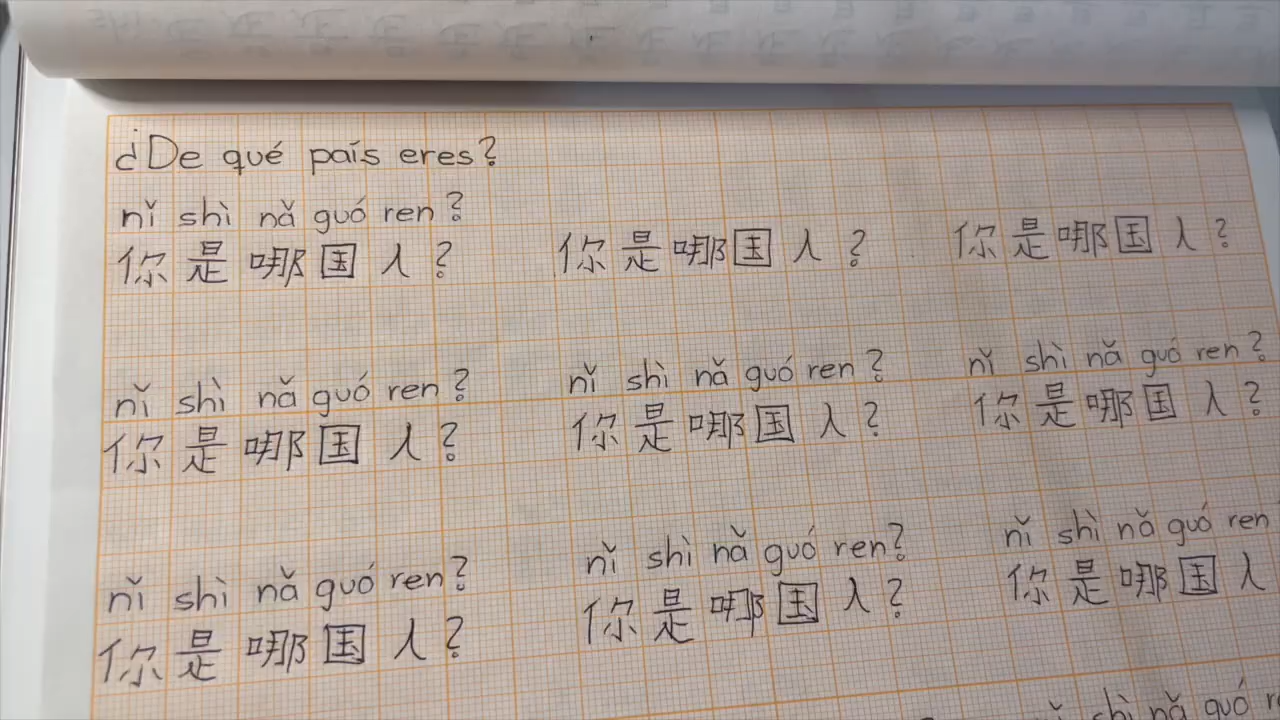 ¿De qué país eres?
nǐ shì nǎ guó ren?
你是哪国人? 你是哪国人? 你是哪国人?
nǐ shì nǎ guó ren? nǐ shì nǎ guó ren? nǐ shì nǎ guó ren?
你是哪国人? 你是哪国人? 你是哪国人?
nǐ shì nǎ guó ren? nǐ shì nǎ guó ren? nǐ shì nǎ guó ren
你是哪国人? 你是哪国人? 你是哪国人
shì nǎ guó